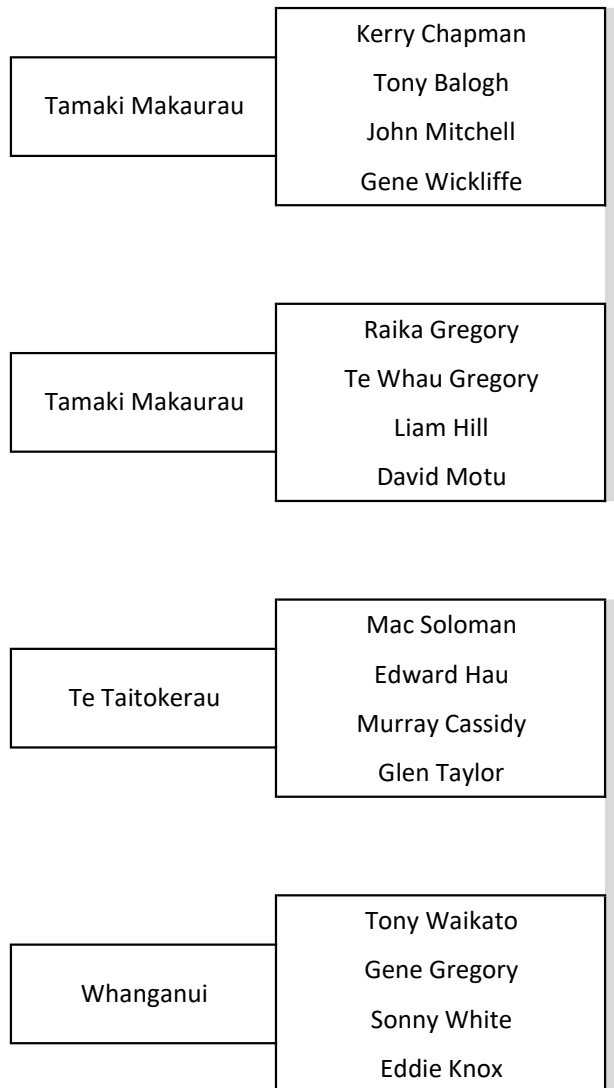 Tamaki Makaurau
Kerry Chapman
Tony Balogh
John Mitchell
Gene Wickliffe
Tamaki Makaurau
Raika Gregory
Te Whau Gregory
Liam Hill
David Motu
Te Taitokerau
Mac Soloman
Edward Hau
Murray Cassidy
Glen Taylor
Whanganui
Tony Waikato
Gene Gregory
Sonny White
Eddie Knox